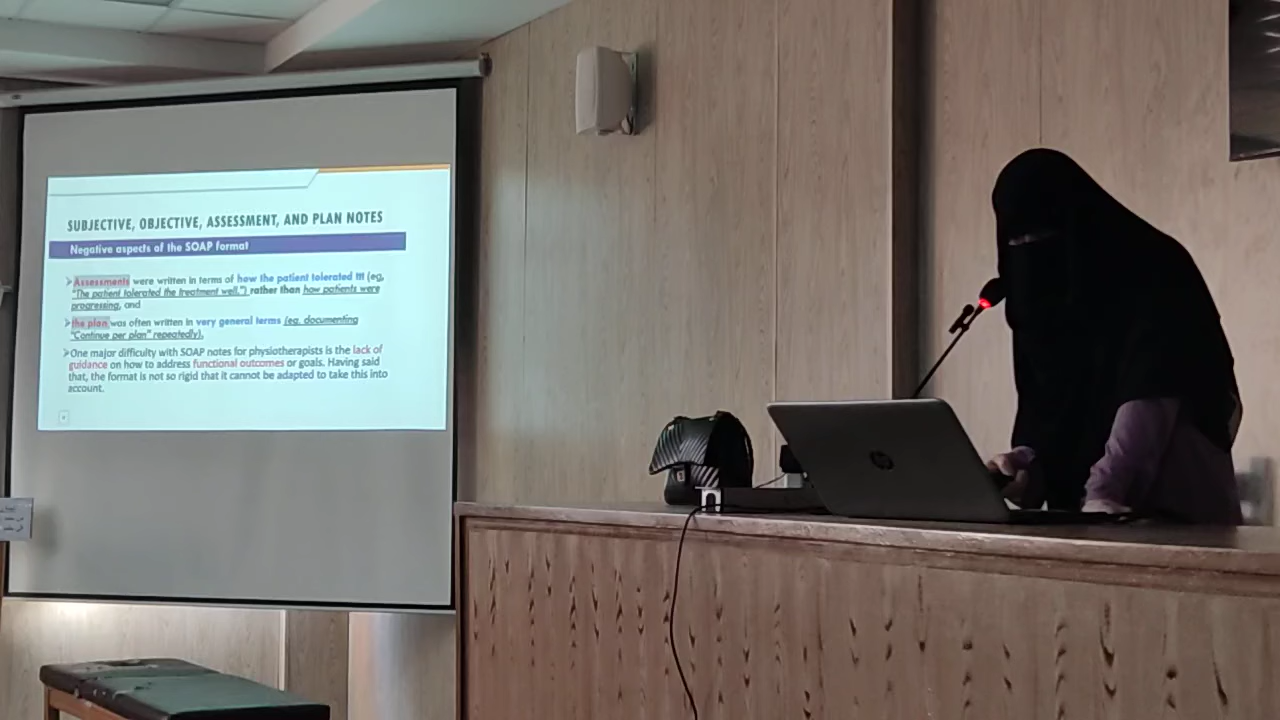 SUBJECTIVE, OBJECTIVE, ASSESSMENT, AND PLAN NOTES
Negative aspects of the SOAP format
➢Assessments were written in terms of how the patient tolerated ttt (eg,
"The patient tolerated the treatment well,") rather than how patients were
progressing, and
➢the plan was often written in very general terms (eg. documenting
"Continue per plan" repeatedly).
➢One major difficulty with SOAP notes for physiotherapists is the lack of
guidance on how to address functional outcomes or goals. Having said
that, the format is not so rigid that it cannot be adapted to take this into
account.
hp